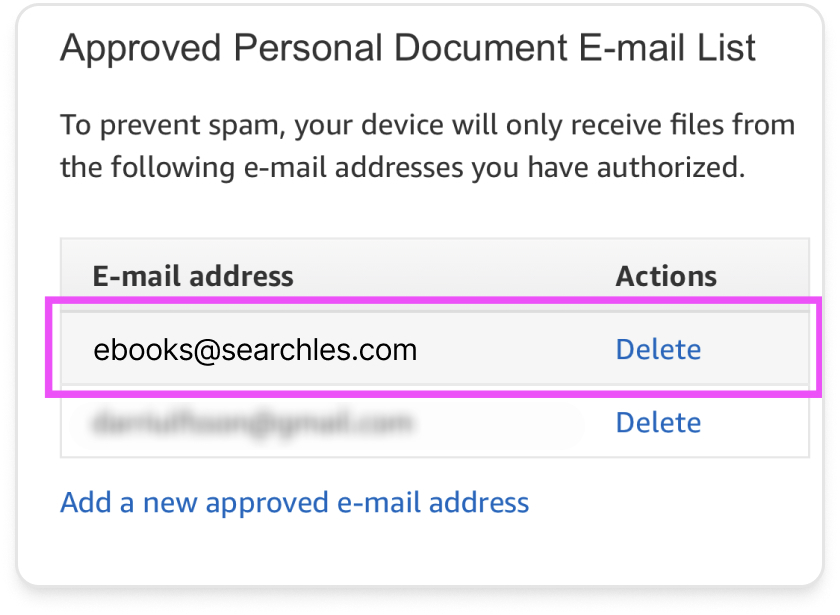 Approved Personal Document E-mail List
To prevent spam, your device will only receive files from
the following e-mail addresses you have authorized.
E-mail address Actions
ebooks@searchles.com Delete
Delete
Add a new approved e-mail address